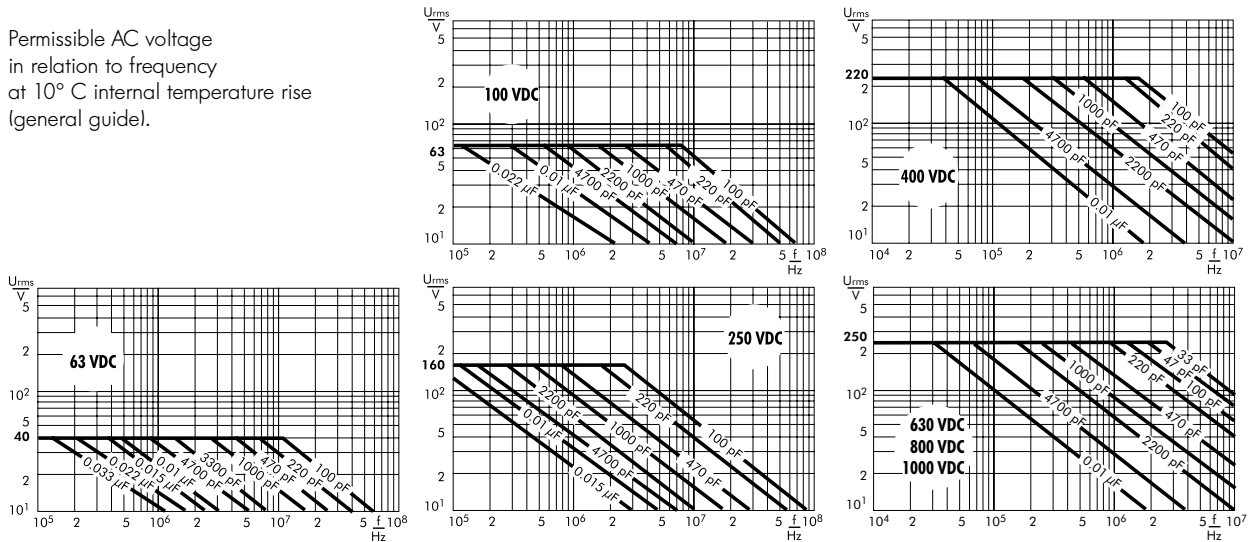 Permissible AC voltage
in relation to frequency
at 10° C internal temperature rise
(general guide).
Urms
V
5
2
10²
63
5
2
10¹
100 VDC
0.022 µF
0.01 µF
4700 pF
2200 pF
1000 pF
470 pF
220 pF
100 pF
10⁵ 2 5 10⁶ 2 5 10⁷ 2 5 f 10⁸
Hz
Urms
V
5
220
2
10²
5
2
10¹
400 VDC
100 pF
220 pF
470 pF
1000 pF
2200 pF
4700 pF
0.01 µF
10⁴ 2 5 10⁵ 2 5 10⁶ 2 5 f 10⁷
Hz
Urms
V
5
2
10²
5
40
2
10¹
63 VDC
0.033 µF
0.022 µF
0.015 µF
0.01 µF
4700 pF
3300 pF
1000 pF
470 pF
220 pF
100 pF
10⁵ 2 5 10⁶ 2 5 10⁷ 2 5 f 10⁸
Hz
Urms
V
5
2
160
10²
5
2
10¹
250 VDC
2200 pF
0.01 µF
220 pF
1000 pF
100 pF
4700 pF
470 pF
0.015 µF
10⁵ 2 5 10⁶ 2 5 10⁷ 2 5 f 10⁸
Hz
Urms
V
5
250
2
10²
5
2
10¹
630 VDC
800 VDC
1000 VDC
33 pF
47 pF
100 pF
220 pF
470 pF
1000 pF
2200 pF
4700 pF
0.01 µF
10⁴ 2 5 10⁵ 2 5 10⁶ 2 5 f 10⁷
Hz